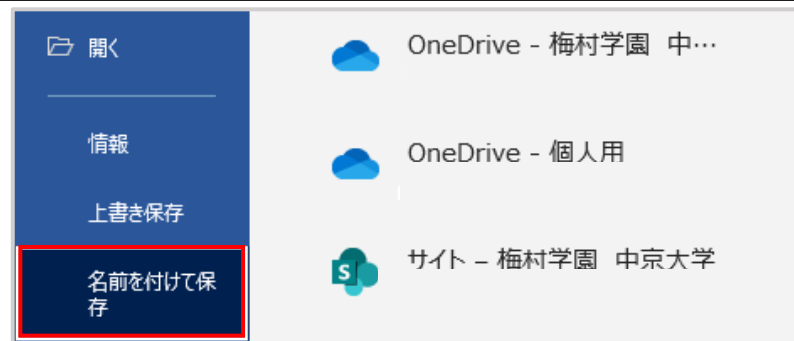 開く
情報
上書き保存
名前を付けて保
存
OneDrive - 梅村学園 中…
OneDrive - 個人用
S
サイト – 梅村学園 中京大学